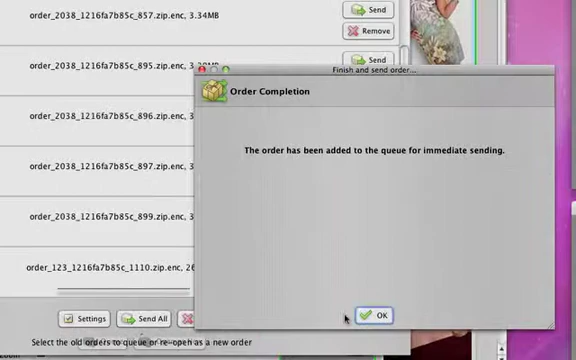 order_2038_1216fa7b85c_857.zip.enc, 3.34MB
Send
Remove
order_2038_1216fa7b85c_895.zip.enc,
Send
Finish and send order...
Order Completion
order_2038_1216fa7b85c_896.zip.enc,
The order has been added to the queue for immediate sending.
order_2038_1216fa7b85c_897.zip.enc, 3
order_2038_1216fa7b85c_899.zip.enc, 3
order_123_1216fa7b85c_1110.zip.enc, 26
Settings
Send All
OK
Select the old orders to queue or re-open as a new order